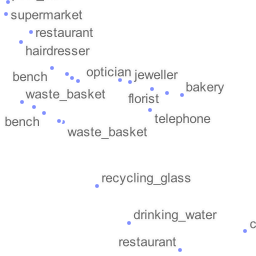 supermarket
restaurant
hairdresser
optician
jeweller
bench
bakery
waste_basket
florist
telephone
bench
waste_basket
recycling_glass
drinking_water
c
restaurant